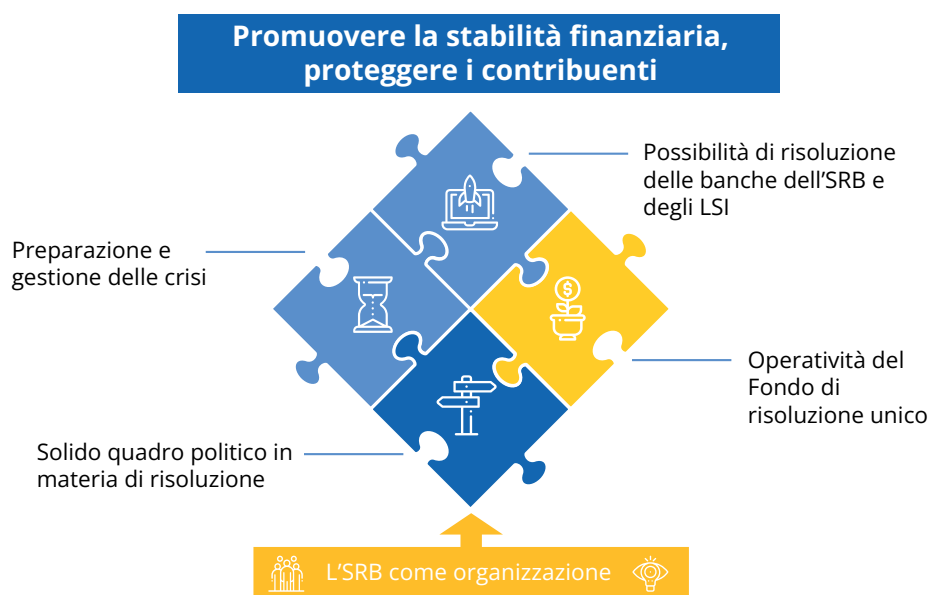 Promuovere la stabilità finanziaria,
proteggere i contribuenti
Possibilità di risoluzione
delle banche dell'SRB e
degli LSI
Preparazione e
gestione delle crisi
$
Operatività del
Fondo di
risoluzione unico
Solido quadro politico in
materia di risoluzione
L'SRB come organizzazione